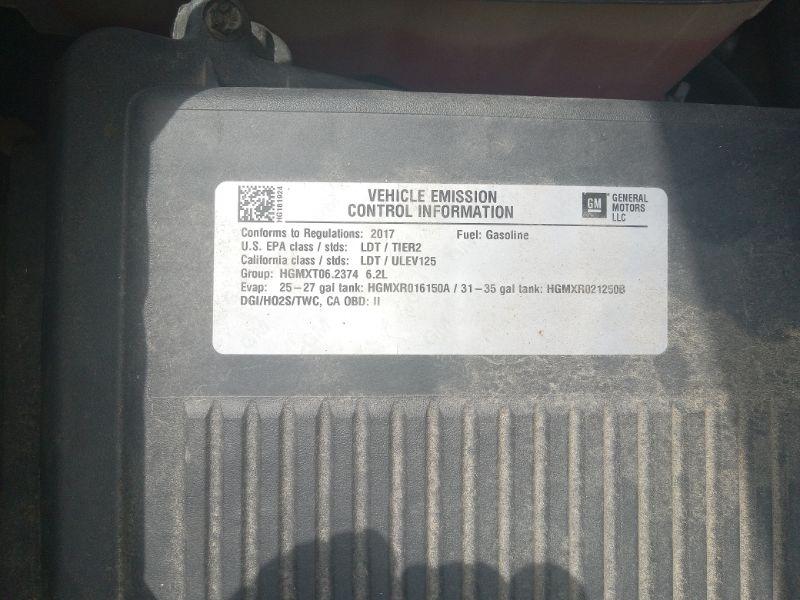 HG161924
VEHICLE EMISSION
CONTROL INFORMATION
GM
GENERAL
MOTORS
LLC
Conforms to Regulations: 2017 Fuel: Gasoline
U.S. EPA class / stds: LDT / TIER2
California class / stds: LDT / ULEV125
Group: HGMXT06.2374 6.2L
Evap: 25-27 gal tank: HGMXR016150A / 31-35 gal tank: HGMXR021250B
DGI/HO2S/TWC, CA OBD: II